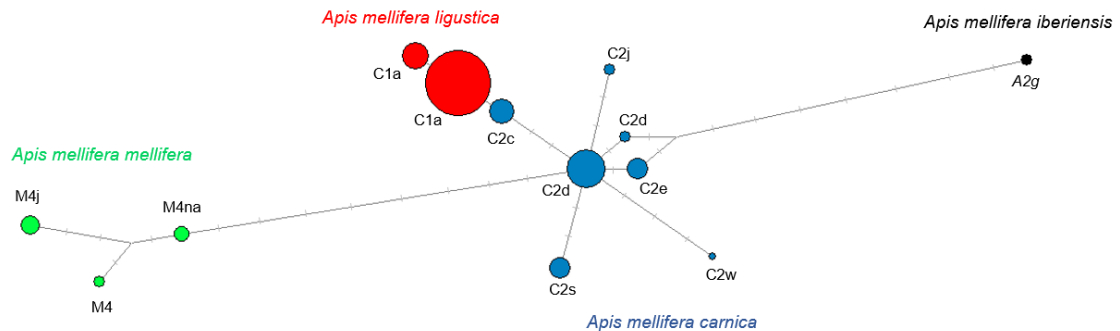 Apis mellifera ligustica
Apis mellifera iberiensis
C2j
C1a
A2g
C1a
C2d
C2c
Apis mellifera mellifera
M4j
M4na
C2d
C2e
M4
C2s
C2w
Apis mellifera carnica